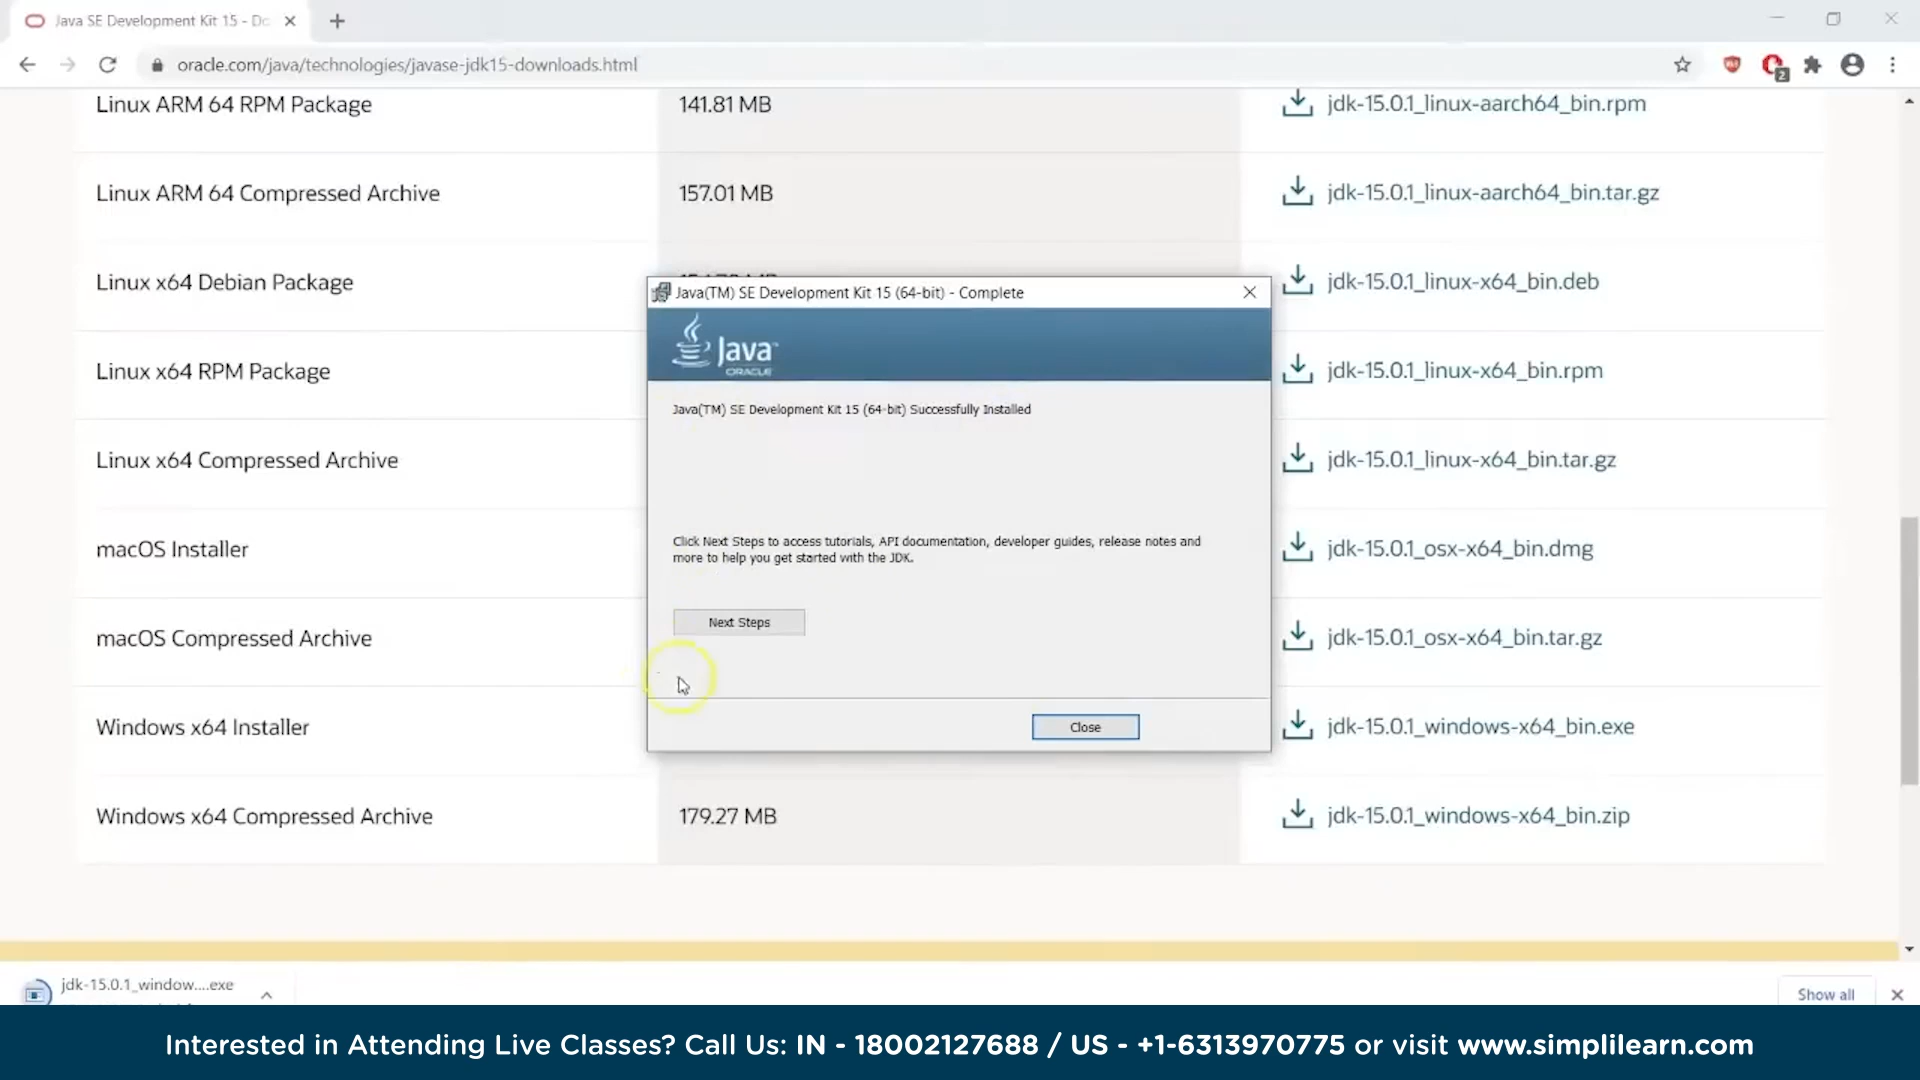 Java SE Development Kit 15 - Do
oracle.com/java/technologies/javase-jdk15-downloads.html
2
Linux ARM 64 RPM Package 141.81 MB jdk-15.0.1_linux-aarch64_bin.rpm
Linux ARM 64 Compressed Archive 157.01 MB jdk-15.0.1_linux-aarch64_bin.tar.gz
Linux x64 Debian Package jdk-15.0.1_linux-x64_bin.deb
Linux x64 RPM Package jdk-15.0.1_linux-x64_bin.rpm
Linux x64 Compressed Archive jdk-15.0.1_linux-x64_bin.tar.gz
macOS Installer jdk-15.0.1_osx-x64_bin.dmg
macOS Compressed Archive jdk-15.0.1_osx-x64_bin.tar.gz
Windows x64 Installer jdk-15.0.1_windows-x64_bin.exe
Windows x64 Compressed Archive 179.27 MB jdk-15.0.1_windows-x64_bin.zip
Java(TM) SE Development Kit 15 (64-bit) - Complete
Java™
ORACLE
Java(TM) SE Development Kit 15 (64-bit) Successfully Installed
Click Next Steps to access tutorials, API documentation, developer guides, release notes and
more to help you get started with the JDK.
Next Steps
Close
jdk-15.0.1_window....exe
Show all
Interested in Attending Live Classes? Call Us: IN - 18002127688 / US - +1-6313970775 or visit www.simplilearn.com